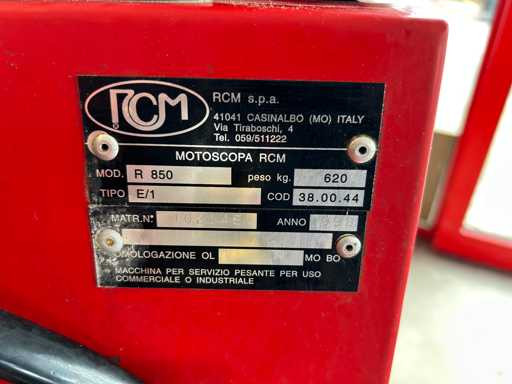 RCM
RCM s.p.a.
41041 CASINALBO (MO) ITALY
Via Tiraboschi, 4
Tel. 059/511222
MOTOSCOPA RCM
MOD. R 850 peso kg. 620
TIPO E/1 COD 38.00.44
MATR.N° ANNO
OMOLOGAZIONE OL MO BO
MACCHINA PER SERVIZIO PESANTE PER USO
COMMERCIALE O INDUSTRIALE